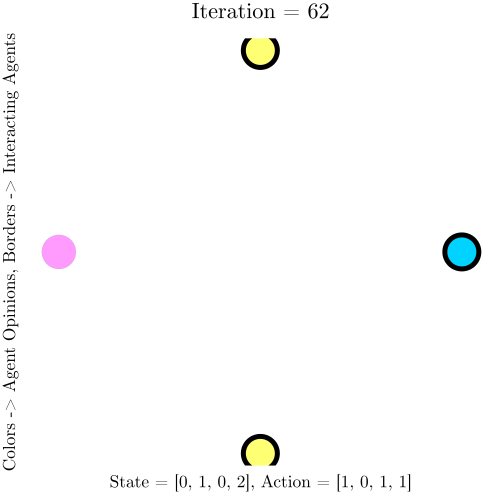 Iteration = 62
Colors -> Agent Opinions, Borders -> Interacting Agents
State = [0, 1, 0, 2], Action = [1, 0, 1, 1]